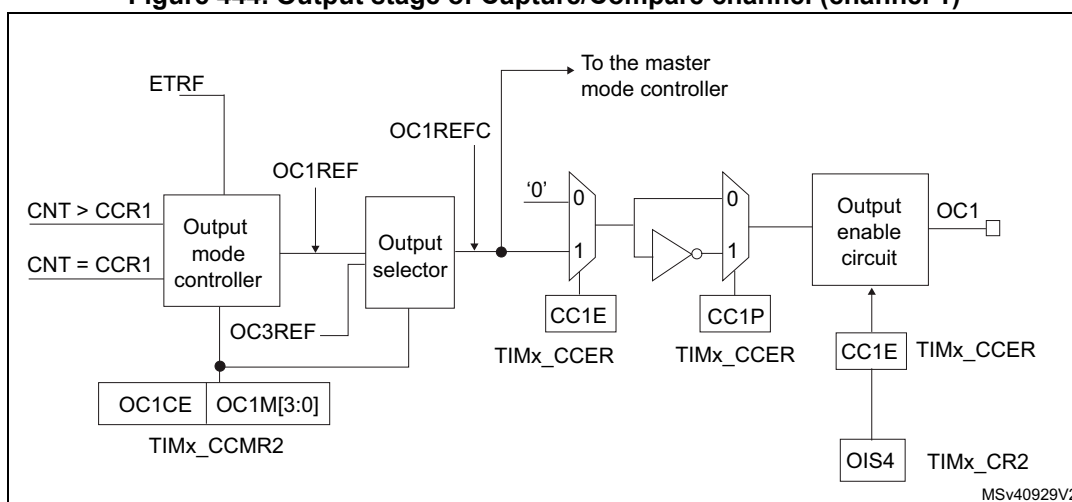 Figure 444. Output stage of Capture/Compare channel (channel 1)
To the master
mode controller
ETRF
OC1REFC
OC1REF
'0'
0
1
0
1
CNT > CCR1
CNT = CCR1
Output
mode
controller
Output
selector
Output
enable
circuit
OC1
OC3REF
CC1E
TIMx_CCER
CC1P
TIMx_CCER
CC1E
TIMx_CCER
OC1CE OC1M[3:0]
TIMx_CCMR2
OIS4
TIMx_CR2
MSv40929V2